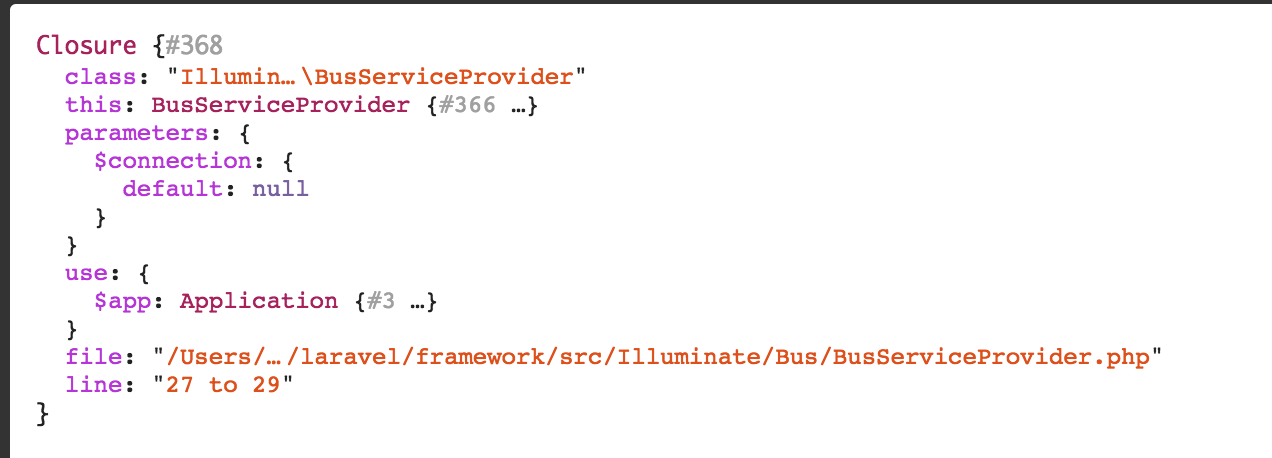 Closure {#368
class: "Illumin…\BusServiceProvider"
this: BusServiceProvider {#366 …}
parameters: {
$connection: {
default: null
}
}
use: {
$app: Application {#3 …}
}
file: "/Users/…/laravel/framework/src/Illuminate/Bus/BusServiceProvider.php"
line: "27 to 29"
}